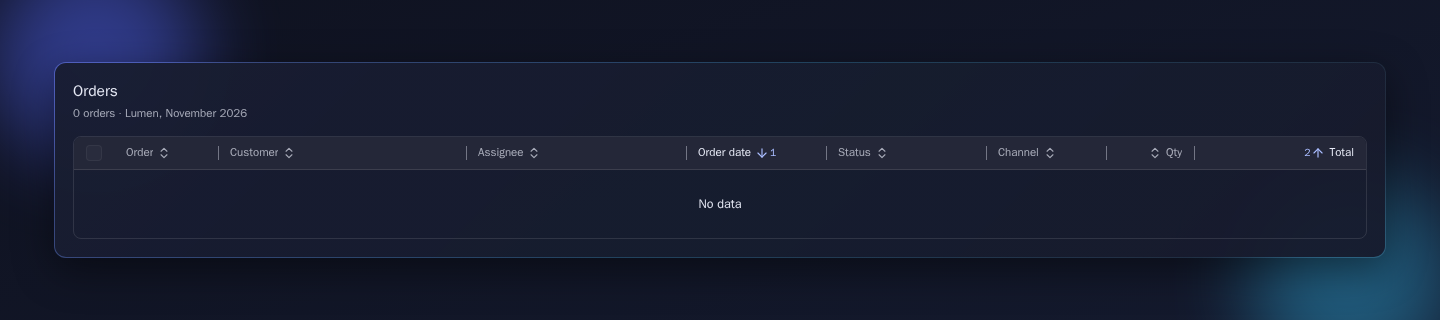 Orders
0 orders · Lumen, November 2026
Order Customer Assignee Order date 1 Status Channel Qty 2 Total
No data